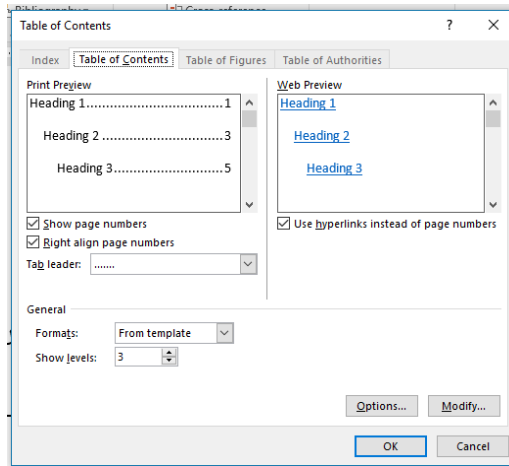 Bibliography
Cross-reference
Table of Contents ? ×
Index Table of Contents Table of Figures Table of Authorities
Print Preview
Heading 1..................................1
Heading 2..............................3
Heading 3...........................5
Show page numbers
Right align page numbers
Tab leader: .......
Web Preview
Heading 1
Heading 2
Heading 3
Use hyperlinks instead of page numbers
General
Formats: From template
Show levels: 3
Options... Modify...
OK Cancel